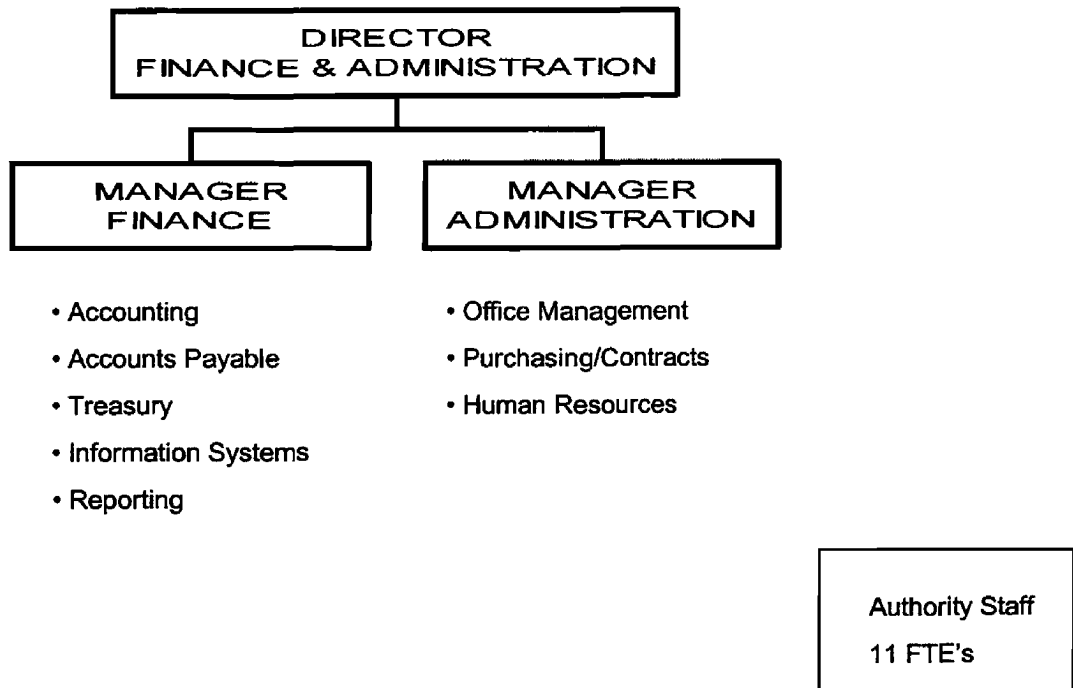 DIRECTOR
FINANCE & ADMINISTRATION
MANAGER
FINANCE
• Accounting
• Accounts Payable
• Treasury
• Information Systems
• Reporting
MANAGER
ADMINISTRATION
• Office Management
• Purchasing/Contracts
• Human Resources
Authority Staff
11 FTE's